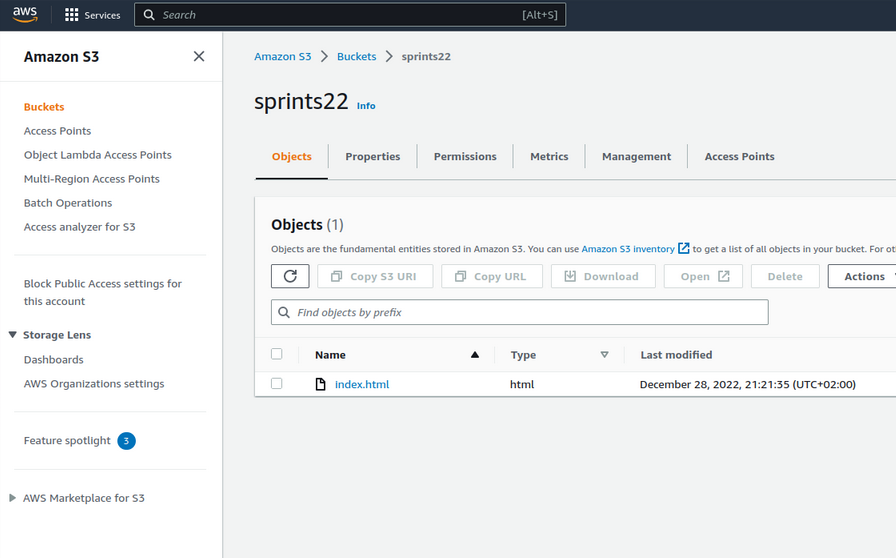 aws Services Search [Alt+S]
Amazon S3
Buckets
Access Points
Object Lambda Access Points
Multi-Region Access Points
Batch Operations
Access analyzer for S3
Block Public Access settings for
this account
Storage Lens
Dashboards
AWS Organizations settings
Feature spotlight 3
AWS Marketplace for S3
Amazon S3 Buckets sprints22
sprints22 Info
Objects Properties Permissions Metrics Management Access Points
Objects (1)
Objects are the fundamental entities stored in Amazon S3. You can use Amazon S3 inventory to get a list of all objects in your bucket. For
Copy S3 URI Copy URL Download Open Delete Actions
Find objects by prefix
Name Type Last modified
index.html html December 28, 2022, 21:21:35 (UTC+02:00)